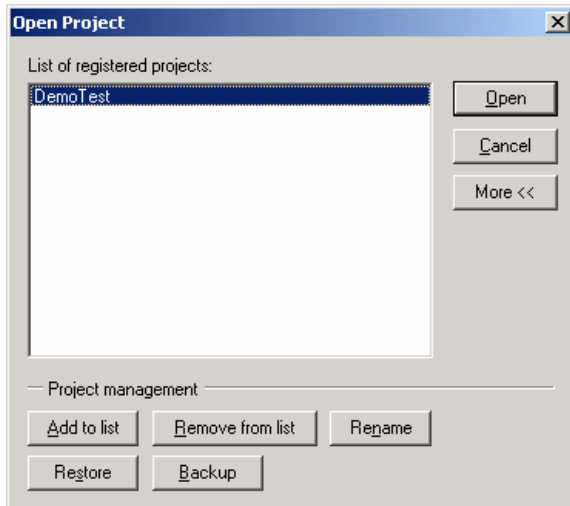 Open Project
List of registered projects:
DemoTest
Open
Cancel
More <<
Project management
Add to list Remove from list Rename
Restore Backup